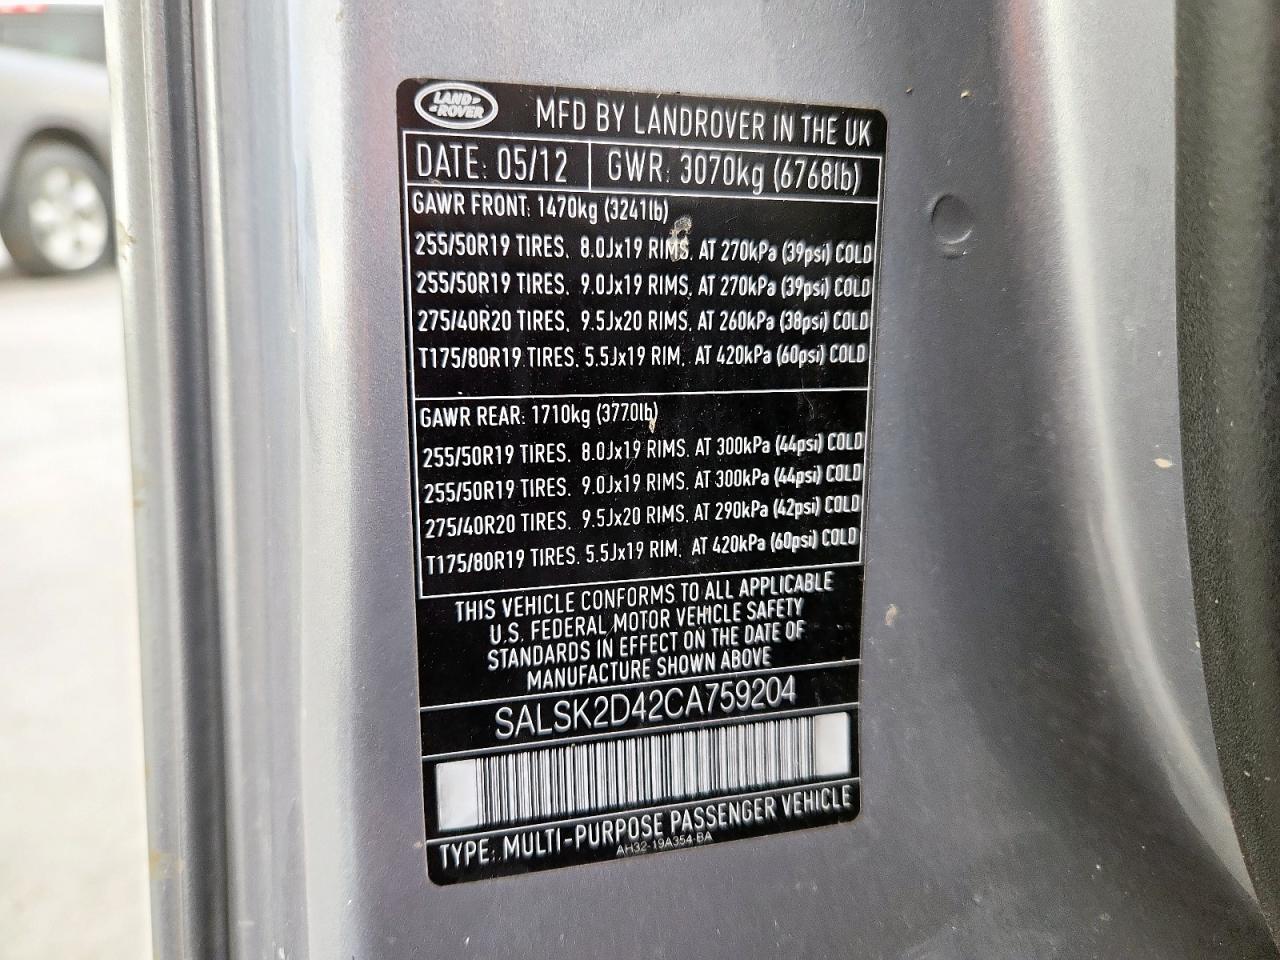 LAND ROVER
MFD BY LANDROVER IN THE UK
DATE: 05/12 GWR: 3070kg (6768lb)
GAWR FRONT: 1470kg (3241lb)
255/50R19 TIRES, 8.0Jx19 RIMS, AT 270kPa (39psi) COLD
255/50R19 TIRES, 9.0Jx19 RIMS, AT 270kPa (39psi) COLD
275/40R20 TIRES, 9.5Jx20 RIMS, AT 260kPa (38psi) COLD
T175/80R19 TIRES, 5.5Jx19 RIM, AT 420kPa (60psi) COLD
GAWR REAR: 1710kg (3770lb)
255/50R19 TIRES, 8.0Jx19 RIMS, AT 300kPa (44psi) COLD
255/50R19 TIRES, 9.0Jx19 RIMS, AT 300kPa (44psi) COLD
275/40R20 TIRES, 9.5Jx20 RIMS, AT 290kPa (42psi) COLD
T175/80R19 TIRES, 5.5Jx19 RIM, AT 420kPa (60psi) COLD
THIS VEHICLE CONFORMS TO ALL APPLICABLE
U.S. FEDERAL MOTOR VEHICLE SAFETY
STANDARDS IN EFFECT ON THE DATE OF
MANUFACTURE SHOWN ABOVE
SALSK2D42CA759204
TYPE: MULTI-PURPOSE PASSENGER VEHICLE
AH32-19A354-BA